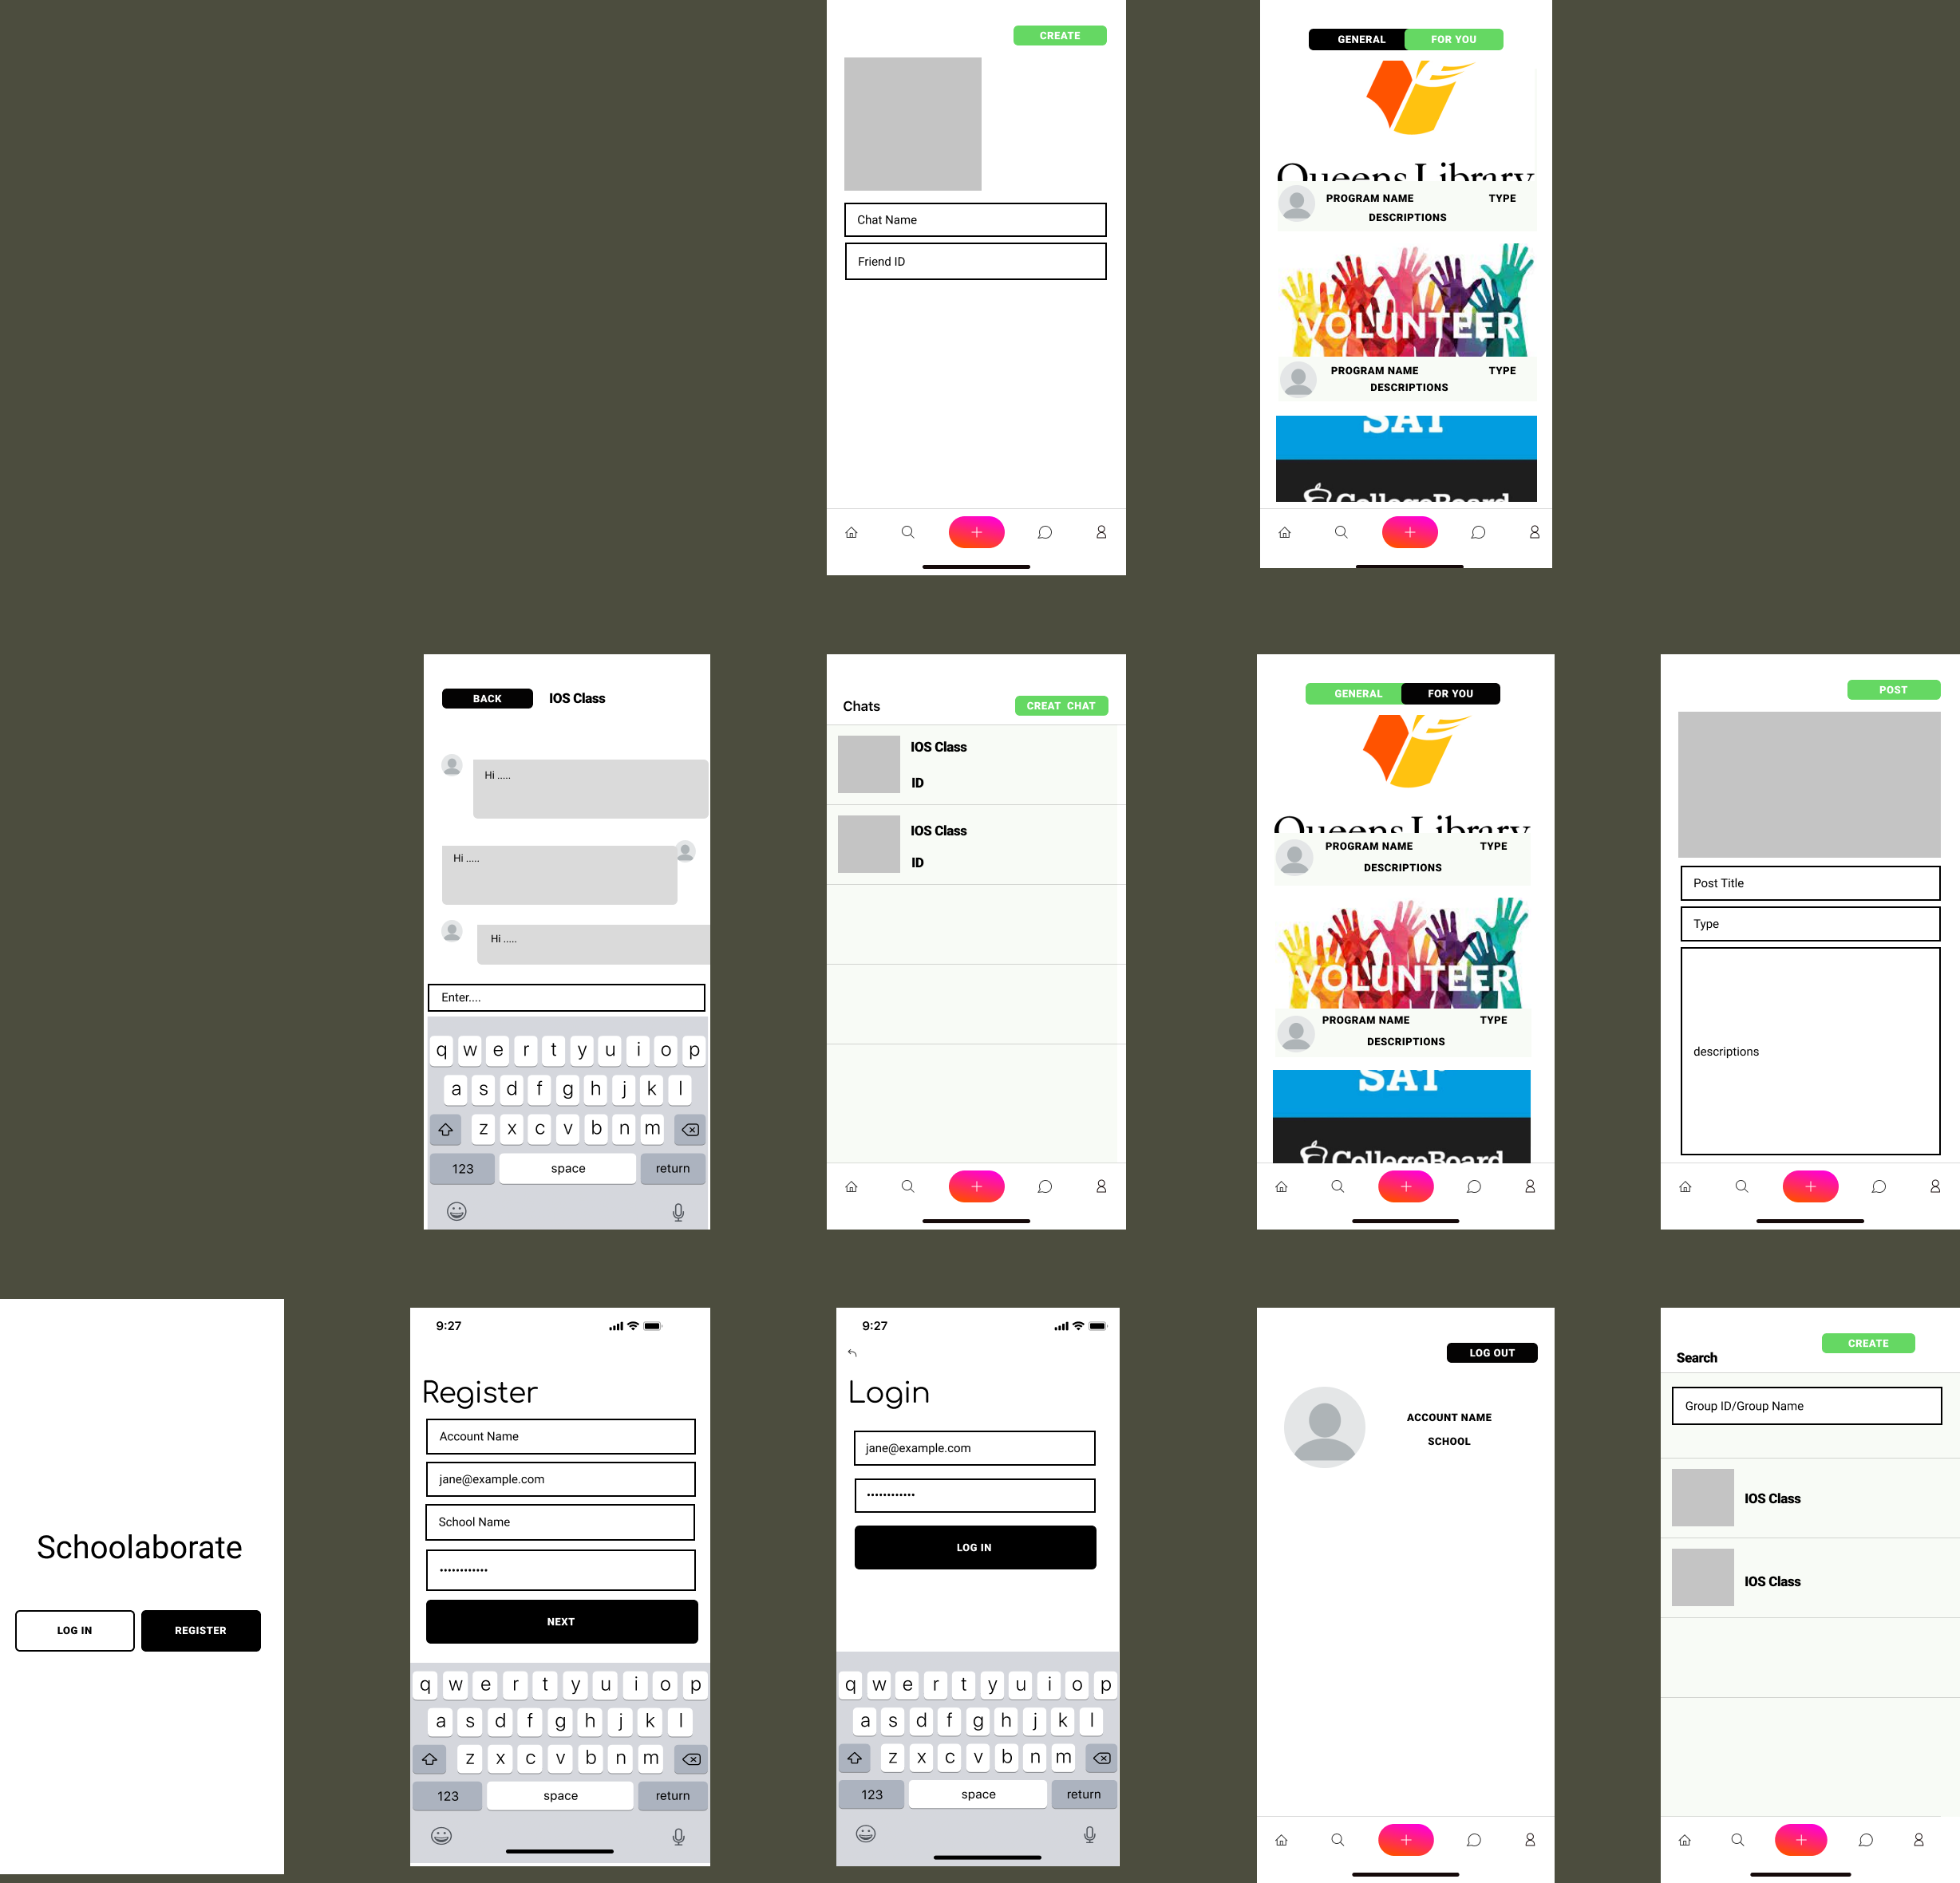 CREATE
Chat Name
Friend ID
GENERAL FOR YOU
Queens Library
PROGRAM NAME TYPE
DESCRIPTIONS
VOLUNTEER
PROGRAM NAME TYPE
DESCRIPTIONS
SAT
CollegeBoard
BACK IOS Class
Hi .....
Hi .....
Hi .....
Enter....
q w e r t y u i o p
a s d f g h j k l
z x c v b n m
123 space return
Chats CREAT CHAT
IOS Class
ID
IOS Class
ID
GENERAL FOR YOU
Queens Library
PROGRAM NAME TYPE
DESCRIPTIONS
VOLUNTEER
PROGRAM NAME TYPE
DESCRIPTIONS
SAT
CollegeBoard
POST
Post Title
Type
descriptions
Schoolaborate
LOG IN REGISTER
9:27
Register
Account Name
jane@example.com
School Name
NEXT
q w e r t y u i o p
a s d f g h j k l
z x c v b n m
123 space return
9:27
Login
jane@example.com
LOG IN
q w e r t y u i o p
a s d f g h j k l
z x c v b n m
123 space return
LOG OUT
ACCOUNT NAME
SCHOOL
CREATE
Search
Group ID/Group Name
IOS Class
IOS Class